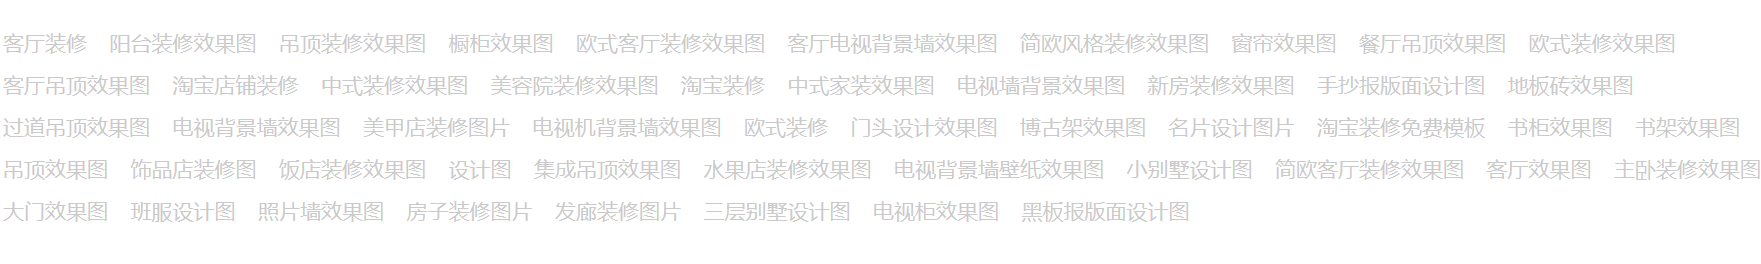 客厅装修 阳台装修效果图 吊顶装修效果图 橱柜效果图 欧式客厅装修效果图 客厅电视背景墙效果图 简欧风格装修效果图 窗帘效果图 餐厅吊顶效果图 欧式装修效果图
客厅吊顶效果图 淘宝店铺装修 中式装修效果图 美容院装修效果图 淘宝装修 中式家装效果图 电视墙背景效果图 新房装修效果图 手抄报版面设计图 地板砖效果图
过道吊顶效果图 电视背景墙效果图 美甲店装修图片 电视机背景墙效果图 欧式装修 门头设计效果图 博古架效果图 名片设计图片 淘宝装修免费模板 书柜效果图 书架效果图
吊顶效果图 饰品店装修图 饭店装修效果图 设计图 集成吊顶效果图 水果店装修效果图 电视背景墙壁纸效果图 小别墅设计图 简欧客厅装修效果图 客厅效果图 主卧装修效果图
大门效果图 班服设计图 照片墙效果图 房子装修图片 发廊装修图片 三层别墅设计图 电视柜效果图 黑板报版面设计图